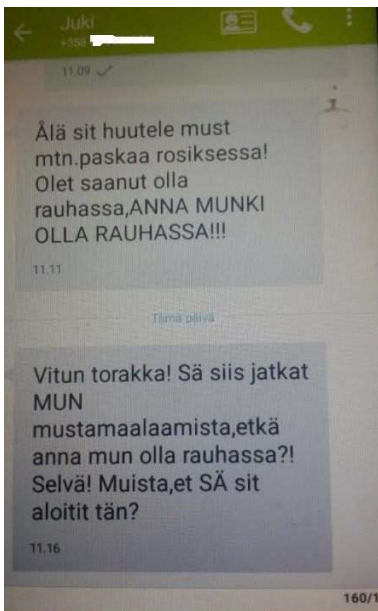 Juki
+358
11.09
Älä sit huutele must
mtn.paskaa rosiksessa!
Olet saanut olla
rauhassa,ANNA MUNKI
OLLA RAUHASSA!!!
11.11
Tämä päivä
Vitun torakka! Sä siis jatkat
MUN
mustamaalaamista,etkä
anna mun olla rauhassa?!
Selvä! Muista,et SÄ sit
aloitit tän?
11.16
160/1